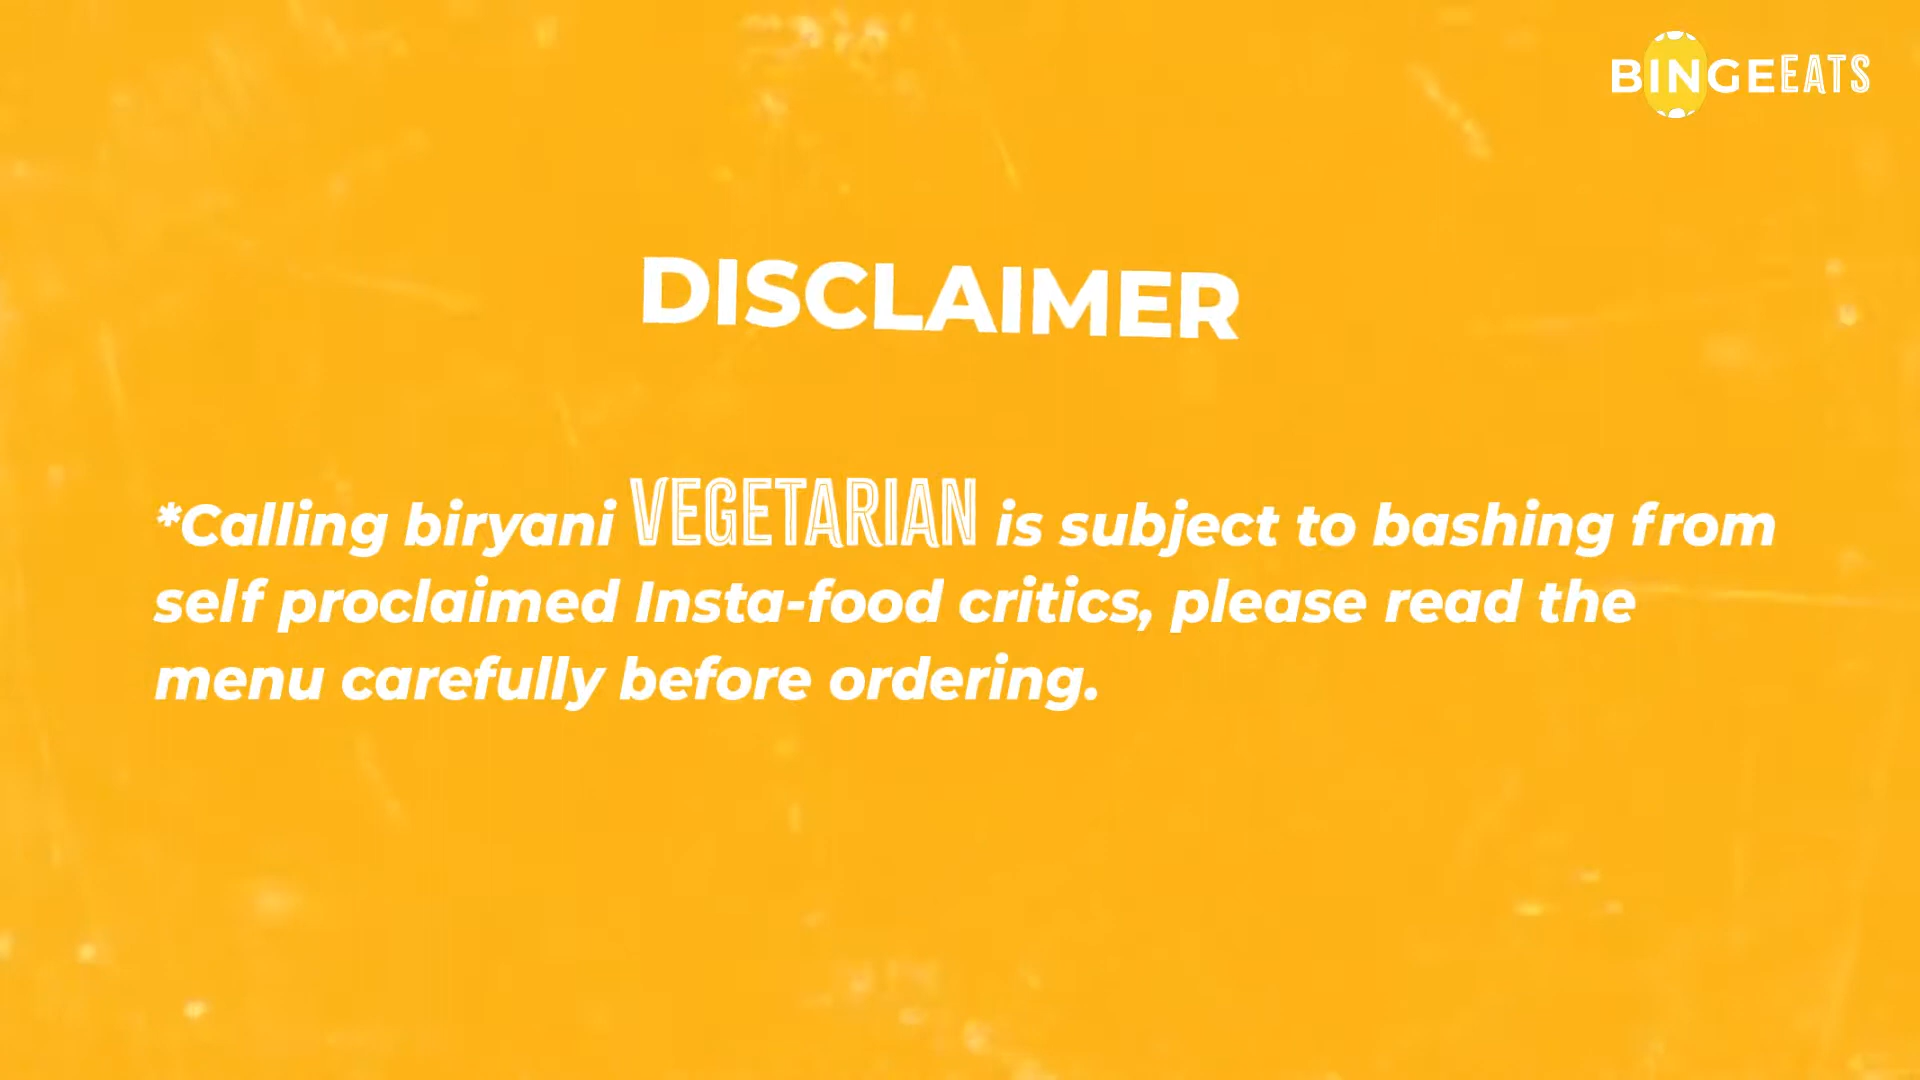 BINGEEATS
DISCLAIMER
*Calling biryani VEGETARIAN is subject to bashing from
self proclaimed Insta-food critics, please read the
menu carefully before ordering.